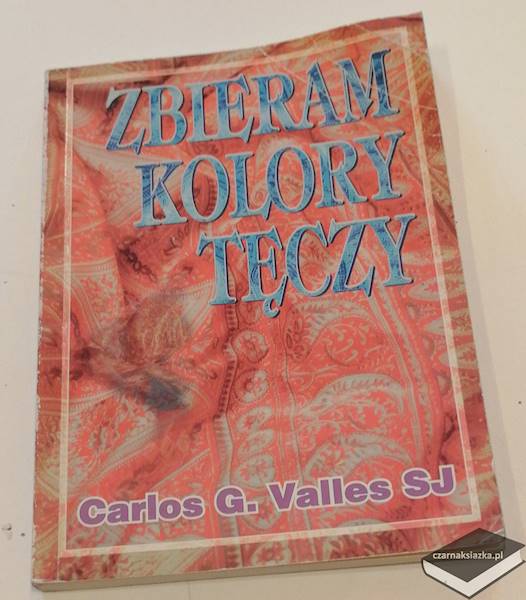 ZBIERAM
KOLORY
TĘCZY
Carlos G. Valles SJ
czarnaksiazka.pl